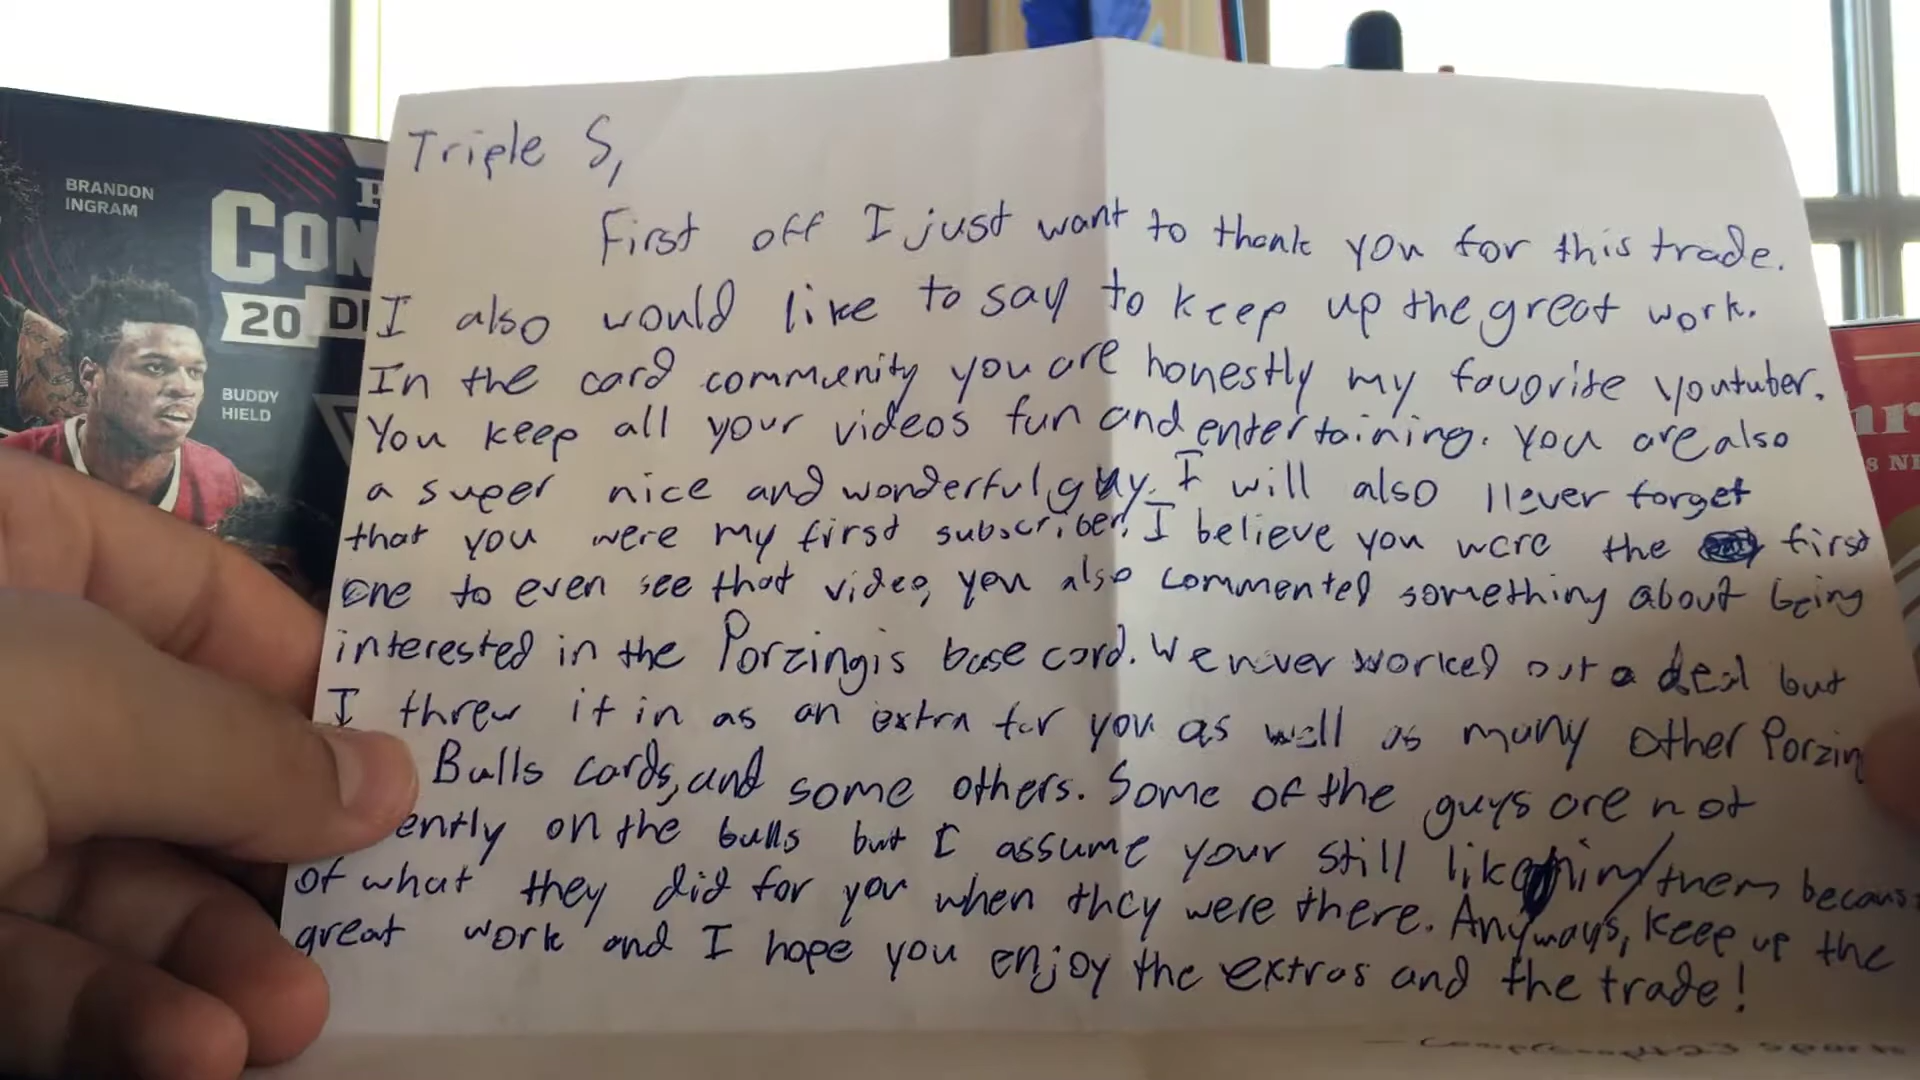 BRANDON
INGRAM
CON
20
BUDDY
HIELD
Triple S,
First off I just want to thank you for this trade.
I also would like to say to keep up the great work.
In the card community you are honestly my favorite youtuber.
You keep all your videos fun and entertaining. You are also
a super nice and wonderful guy. I will also never forget
that you were my first subscriber. I believe you were the first
one to even see that video, you also commented something about being
interested in the Porzingis base card. We never worked out a deal but
I threw it in as an extra for you as well as many other Porzin
Bulls cards, and some others. Some of the guys are not
ently on the bulls but I assume your still like him/them becaus
of what they did for you when they were there. Anyways, keep up the
great work and I hope you enjoy the extras and the trade!